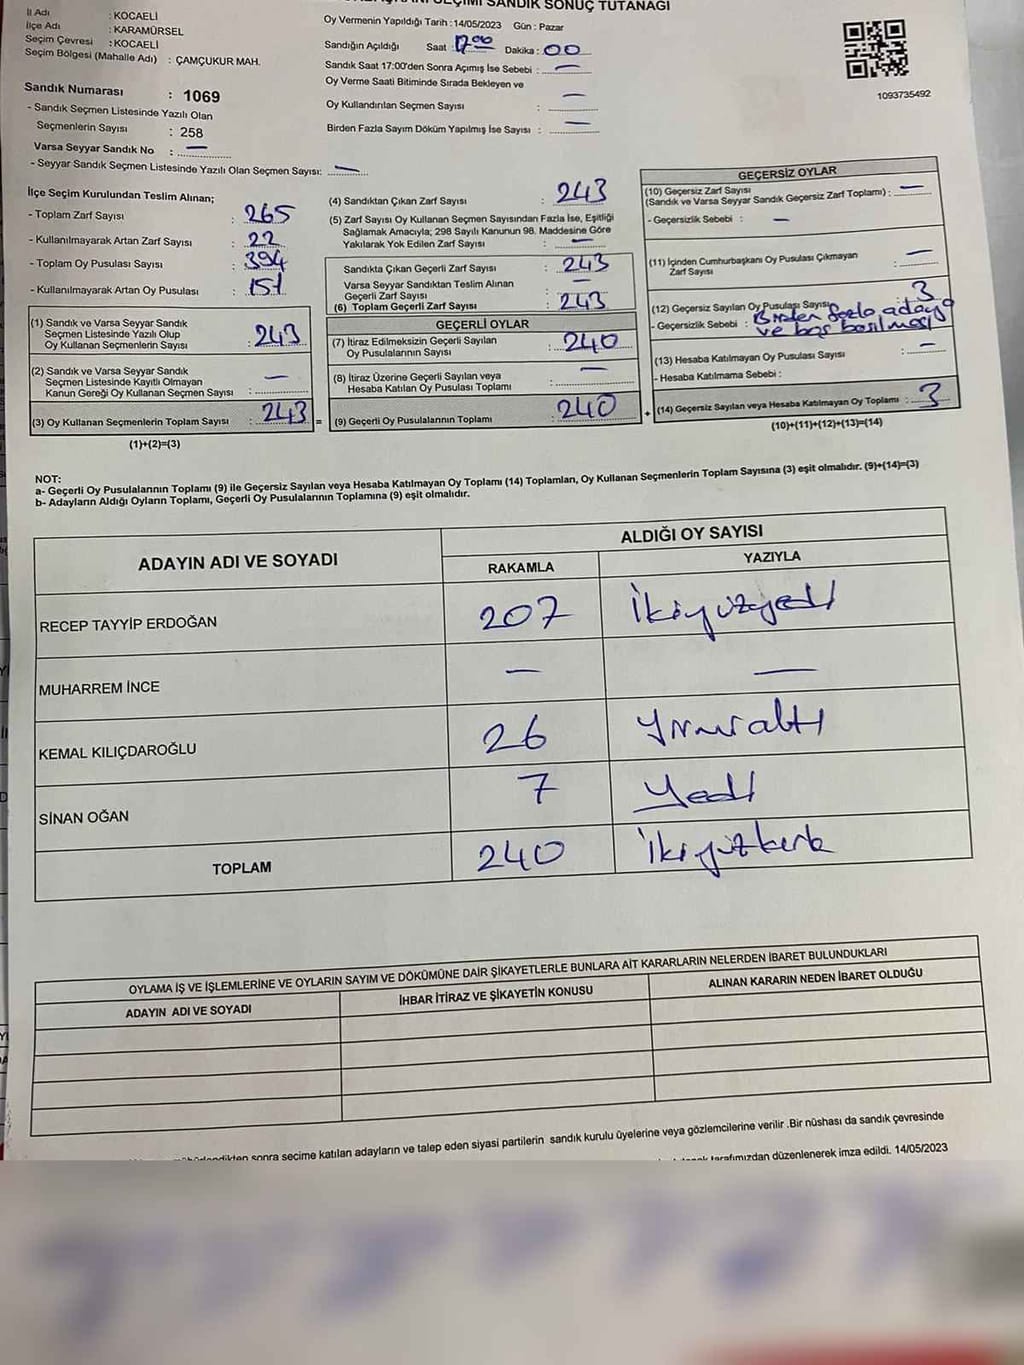 SANDIK SONUÇ TUTANAĞI
İl Adı : KOCAELİ
İlçe Adı : KARAMÜRSEL
Seçim Çevresi : KOCAELİ
Seçim Bölgesi (Mahalle Adı) : ÇAMÇUKUR MAH.
Sandık Numarası : 1069
- Sandık Seçmen Listesinde Yazılı Olan
Seçmenlerin Sayısı : 258
Varsa Seyyar Sandık No : —
- Seyyar Sandık Seçmen Listesinde Yazılı Olan Seçmen Sayısı: —
Oy Vermenin Yapıldığı Tarih :14/05/2023 Gün : Pazar
Sandığın Açıldığı Saat : 17.00 Dakika : 00
Sandık Saat 17:00'den Sonra Açımış İse Sebebi : —
Oy Verme Saati Bitiminde Sırada Bekleyen ve
Oy Kullandırılan Seçmen Sayısı : —
Birden Fazla Sayım Döküm Yapılmış İse Sayısı : —
1093735492
İlçe Seçim Kurulundan Teslim Alınan;
- Toplam Zarf Sayısı : 265
- Kullanılmayarak Artan Zarf Sayısı : 22
- Toplam Oy Pusulası Sayısı : 394
- Kullanılmayarak Artan Oy Pusulası : 151
(1) Sandık ve Varsa Seyyar Sandık
Seçmen Listesinde Yazılı Olup
Oy Kullanan Seçmenlerin Sayısı : 243
(2) Sandık ve Varsa Seyyar Sandık
Seçmen Listesinde Kayıtlı Olmayan
Kanun Gereği Oy Kullanan Seçmen Sayısı : —
(3) Oy Kullanan Seçmenlerin Toplam Sayısı : 243 =
(1)+(2)=(3)
(4) Sandıktan Çıkan Zarf Sayısı : 243
(5) Zarf Sayısı Oy Kullanan Seçmen Sayısından Fazla İse, Eşitliği
Sağlamak Amacıyla; 298 Sayılı Kanunun 98. Maddesine Göre
Yakılarak Yok Edilen Zarf Sayısı : —
Sandıkta Çıkan Geçerli Zarf Sayısı : 243
Varsa Seyyar Sandıktan Teslim Alınan
Geçerli Zarf Sayısı : —
(6) Toplam Geçerli Zarf Sayısı : 243
GEÇERLİ OYLAR
(7) İtiraz Edilmeksizin Geçerli Sayılan
Oy Pusulalarının Sayısı : 240
(8) İtiraz Üzerine Geçerli Sayılan veya
Hesaba Katılan Oy Pusulası Toplamı : —
(9) Geçerli Oy Pusulalarının Toplamı : 240 +
GEÇERSİZ OYLAR
(10) Geçersiz Zarf Sayısı
(Sandık ve Varsa Seyyar Sandık Geçersiz Zarf Toplamı) : —
- Geçersizlik Sebebi : —
(11) İçinden Cumhurbaşkanı Oy Pusulası Çıkmayan
Zarf Sayısı : —
(12) Geçersiz Sayılan Oy Pusulası Sayısı : 3
- Geçersizlik Sebebi : Birden fazla adaya
ve boş basılması
(13) Hesaba Katılmayan Oy Pusulası Sayısı : —
- Hesaba Katılmama Sebebi :
(14) Geçersiz Sayılan veya Hesaba Katılmayan Oy Toplamı : 3
(10)+(11)+(12)+(13)=(14)
NOT:
a- Geçerli Oy Pusulalarının Toplamı (9) ile Geçersiz Sayılan veya Hesaba Katılmayan Oy Toplamı (14) Toplamları, Oy Kullanan Seçmenlerin Toplam Sayısına (3) eşit olmalıdır. (9)+(14)=(3)
b- Adayların Aldığı Oyların Toplamı, Geçerli Oy Pusulalarının Toplamına (9) eşit olmalıdır.
ADAYIN ADI VE SOYADI ALDIĞI OY SAYISI
RAKAMLA YAZIYLA
RECEP TAYYİP ERDOĞAN 207 İkiyüzyedi
MUHARREM İNCE — —
KEMAL KILIÇDAROĞLU 26 Yirmialtı
SİNAN OĞAN 7 Yedi
TOPLAM 240 İkiyüzkırk
OYLAMA İŞ VE İŞLEMLERİNE VE OYLARIN SAYIM VE DÖKÜMÜNE DAİR ŞİKAYETLERLE BUNLARA AİT KARARLARIN NELERDEN İBARET BULUNDUKLARI
ADAYIN ADI VE SOYADI İHBAR İTİRAZ VE ŞİKAYETİN KONUSU ALINAN KARARIN NEDEN İBARET OLDUĞU
sonra seçime katılan adayların ve talep eden siyasi partilerin sandık kurulu üyelerine veya gözlemcilerine verilir .Bir nüshası da sandık çevresinde
tarafımızdan düzenlenerek imza edildi. 14/05/2023